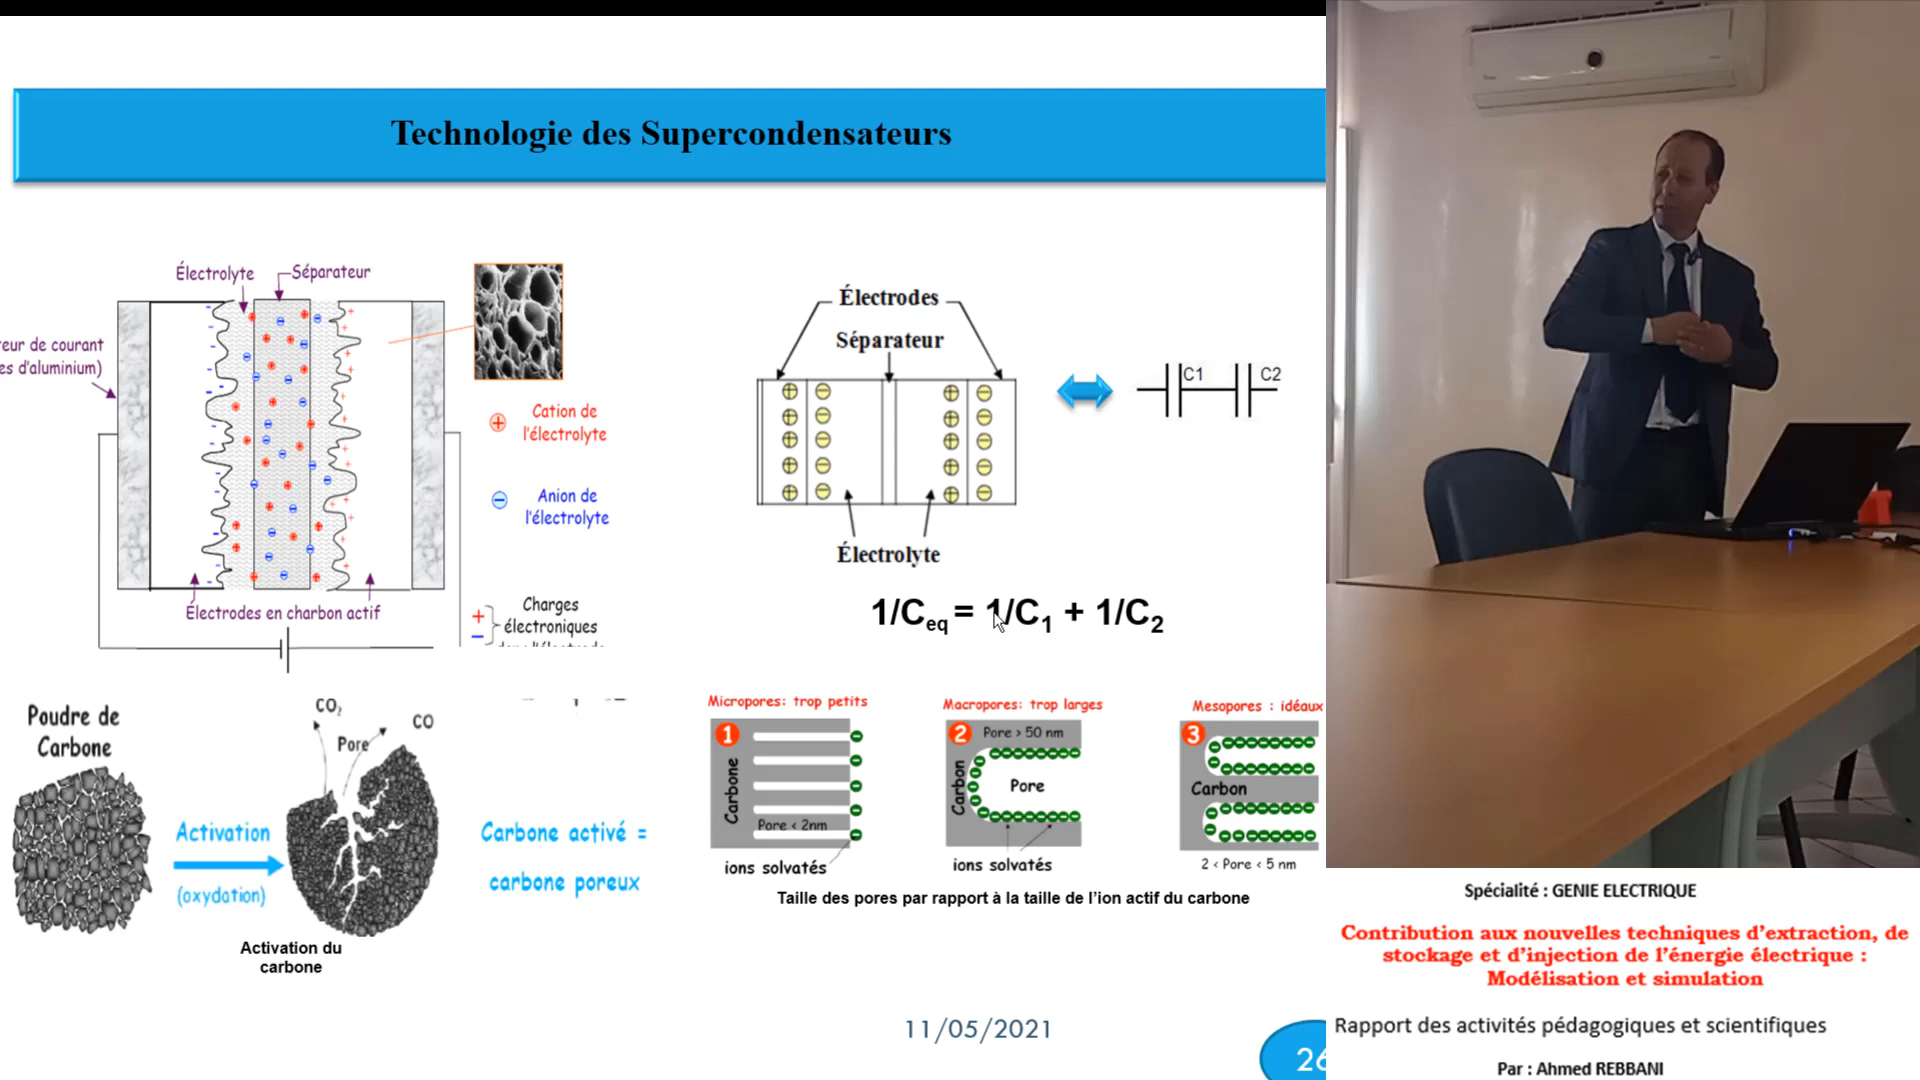 Technologie des Supercondensateurs
Électrolyte
Séparateur
eur de courant
es d'aluminium)
Cation de
l'électrolyte
Anion de
l'électrolyte
Électrodes en charbon actif
Charges
électroniques
Électrodes
Séparateur
C1
C2
Électrolyte
1/Ceq = 1/C1 + 1/C2
Poudre de
Carbone
CO2
CO
Pore
Activation
(oxydation)
Activation du
carbone
Carbone activé =
carbone poreux
Micropores: trop petits
1
Carbone
Pore < 2nm
ions solvatés
Macropores: trop larges
2
Pore > 50 nm
Carbon
Pore
ions solvatés
Mesopores : idéaux
3
Carbon
2 < Pore < 5 nm
Taille des pores par rapport à la taille de l'ion actif du carbone
11/05/2021
26
Spécialité : GENIE ELECTRIQUE
Contribution aux nouvelles techniques d'extraction, de
stockage et d'injection de l'énergie électrique :
Modélisation et simulation
Rapport des activités pédagogiques et scientifiques
Par : Ahmed REBBANI